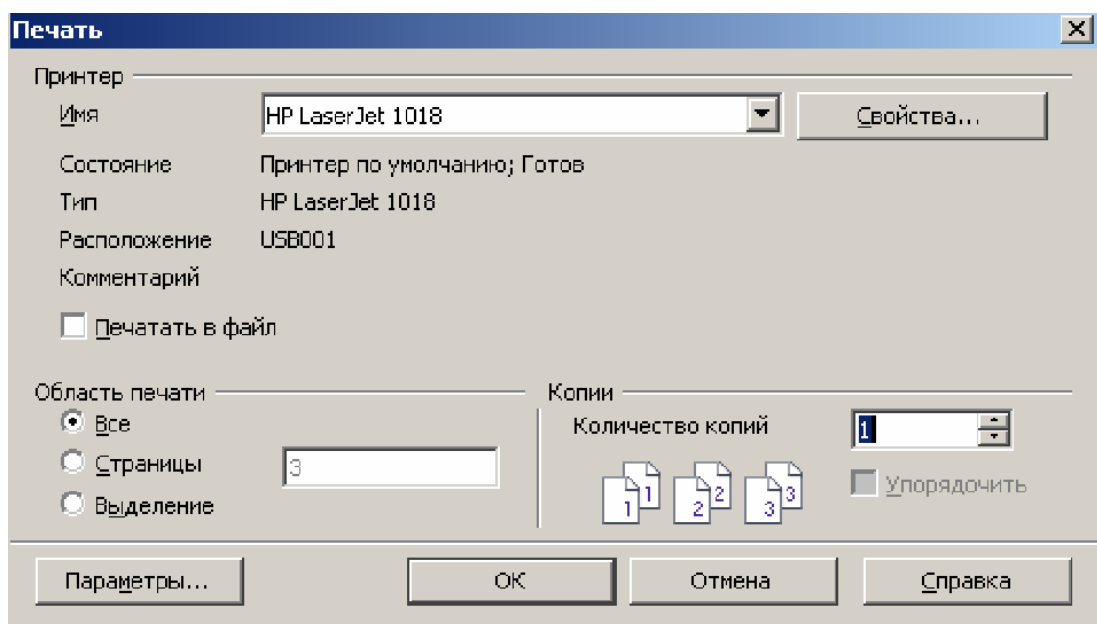 Печать
Принтер
Имя HP LaserJet 1018 Свойства...
Состояние Принтер по умолчанию; Готов
Тип HP LaserJet 1018
Расположение USB001
Комментарий
Печатать в файл
Область печати
Все
Страницы 3
Выделение
Копии
Количество копий 1
1 1 2 2 3 3 Упорядочить
Параметры... ОК Отмена Справка